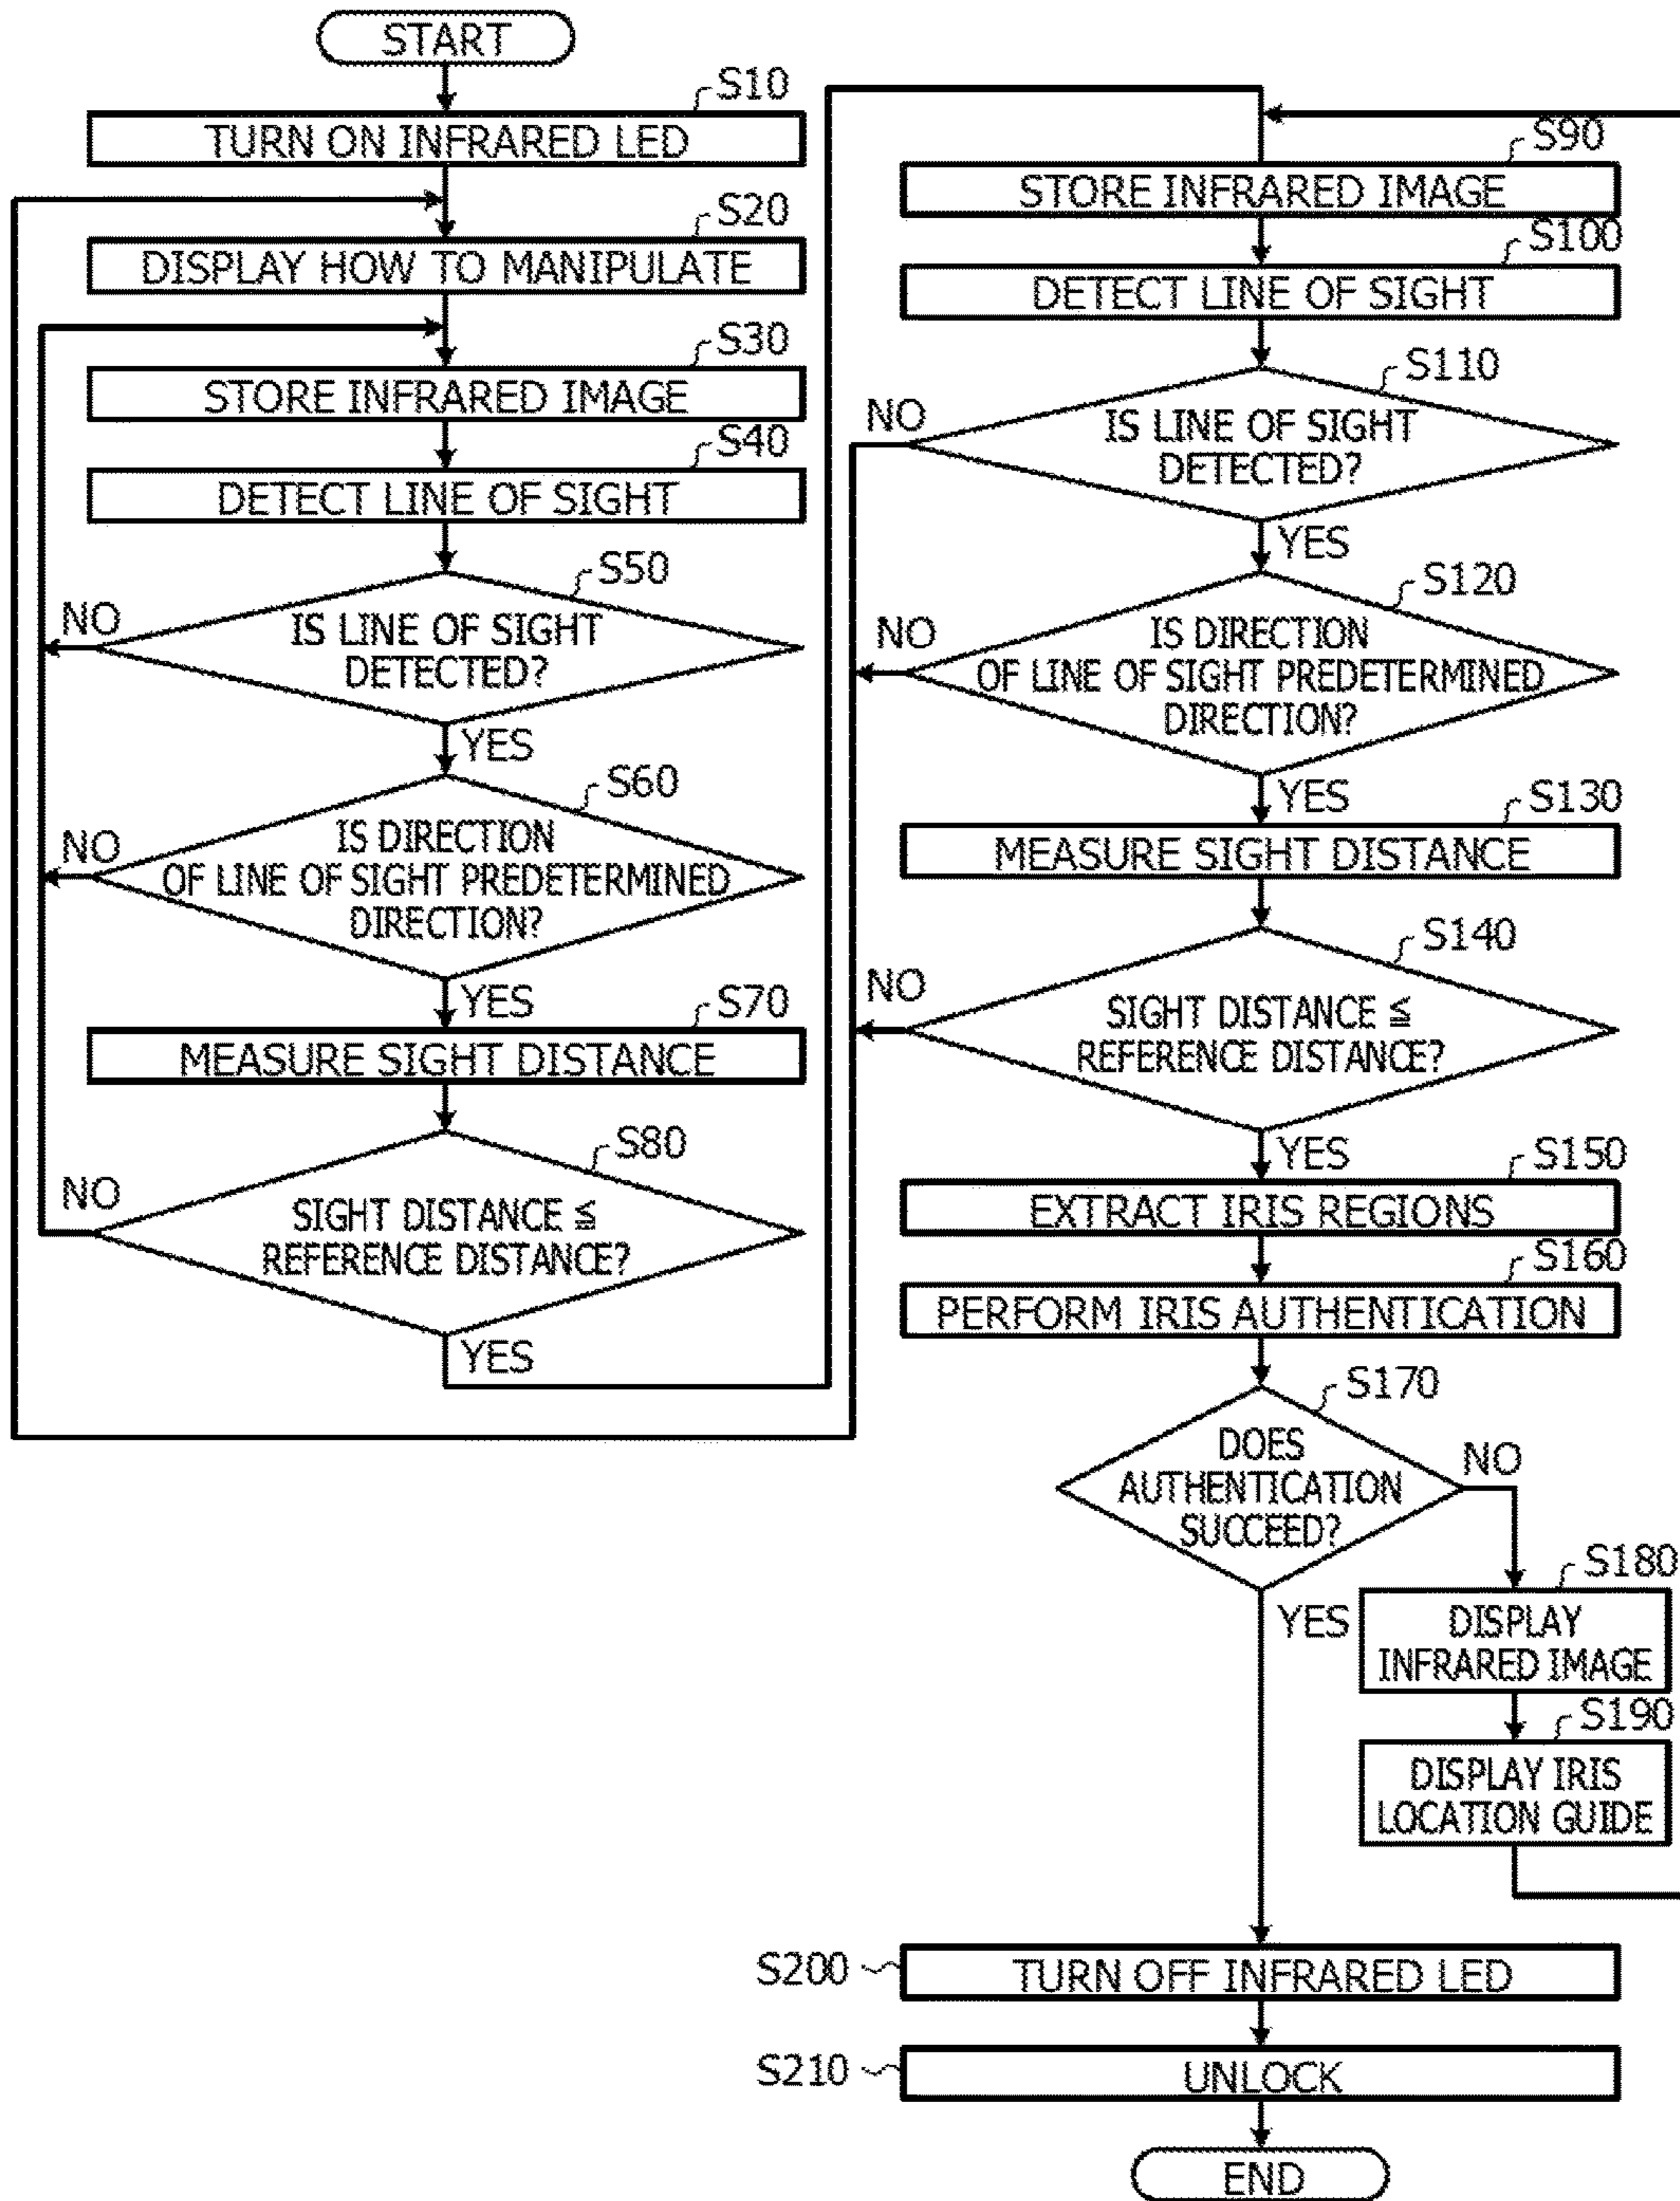 START
S10
TURN ON INFRARED LED
S20
DISPLAY HOW TO MANIPULATE
S30
STORE INFRARED IMAGE
S40
DETECT LINE OF SIGHT
S50
NO
IS LINE OF SIGHT
DETECTED?
YES
S60
NO
IS DIRECTION
OF LINE OF SIGHT PREDETERMINED
DIRECTION?
YES
S70
MEASURE SIGHT DISTANCE
S80
NO
SIGHT DISTANCE ≦
REFERENCE DISTANCE?
YES
S90
STORE INFRARED IMAGE
S100
DETECT LINE OF SIGHT
S110
NO
IS LINE OF SIGHT
DETECTED?
YES
S120
NO
IS DIRECTION
OF LINE OF SIGHT PREDETERMINED
DIRECTION?
YES
S130
MEASURE SIGHT DISTANCE
S140
NO
SIGHT DISTANCE ≦
REFERENCE DISTANCE?
YES
S150
EXTRACT IRIS REGIONS
S160
PERFORM IRIS AUTHENTICATION
S170
DOES
AUTHENTICATION
SUCCEED?
NO
YES
S180
DISPLAY
INFRARED IMAGE
S190
DISPLAY IRIS
LOCATION GUIDE
S200
TURN OFF INFRARED LED
S210
UNLOCK
END